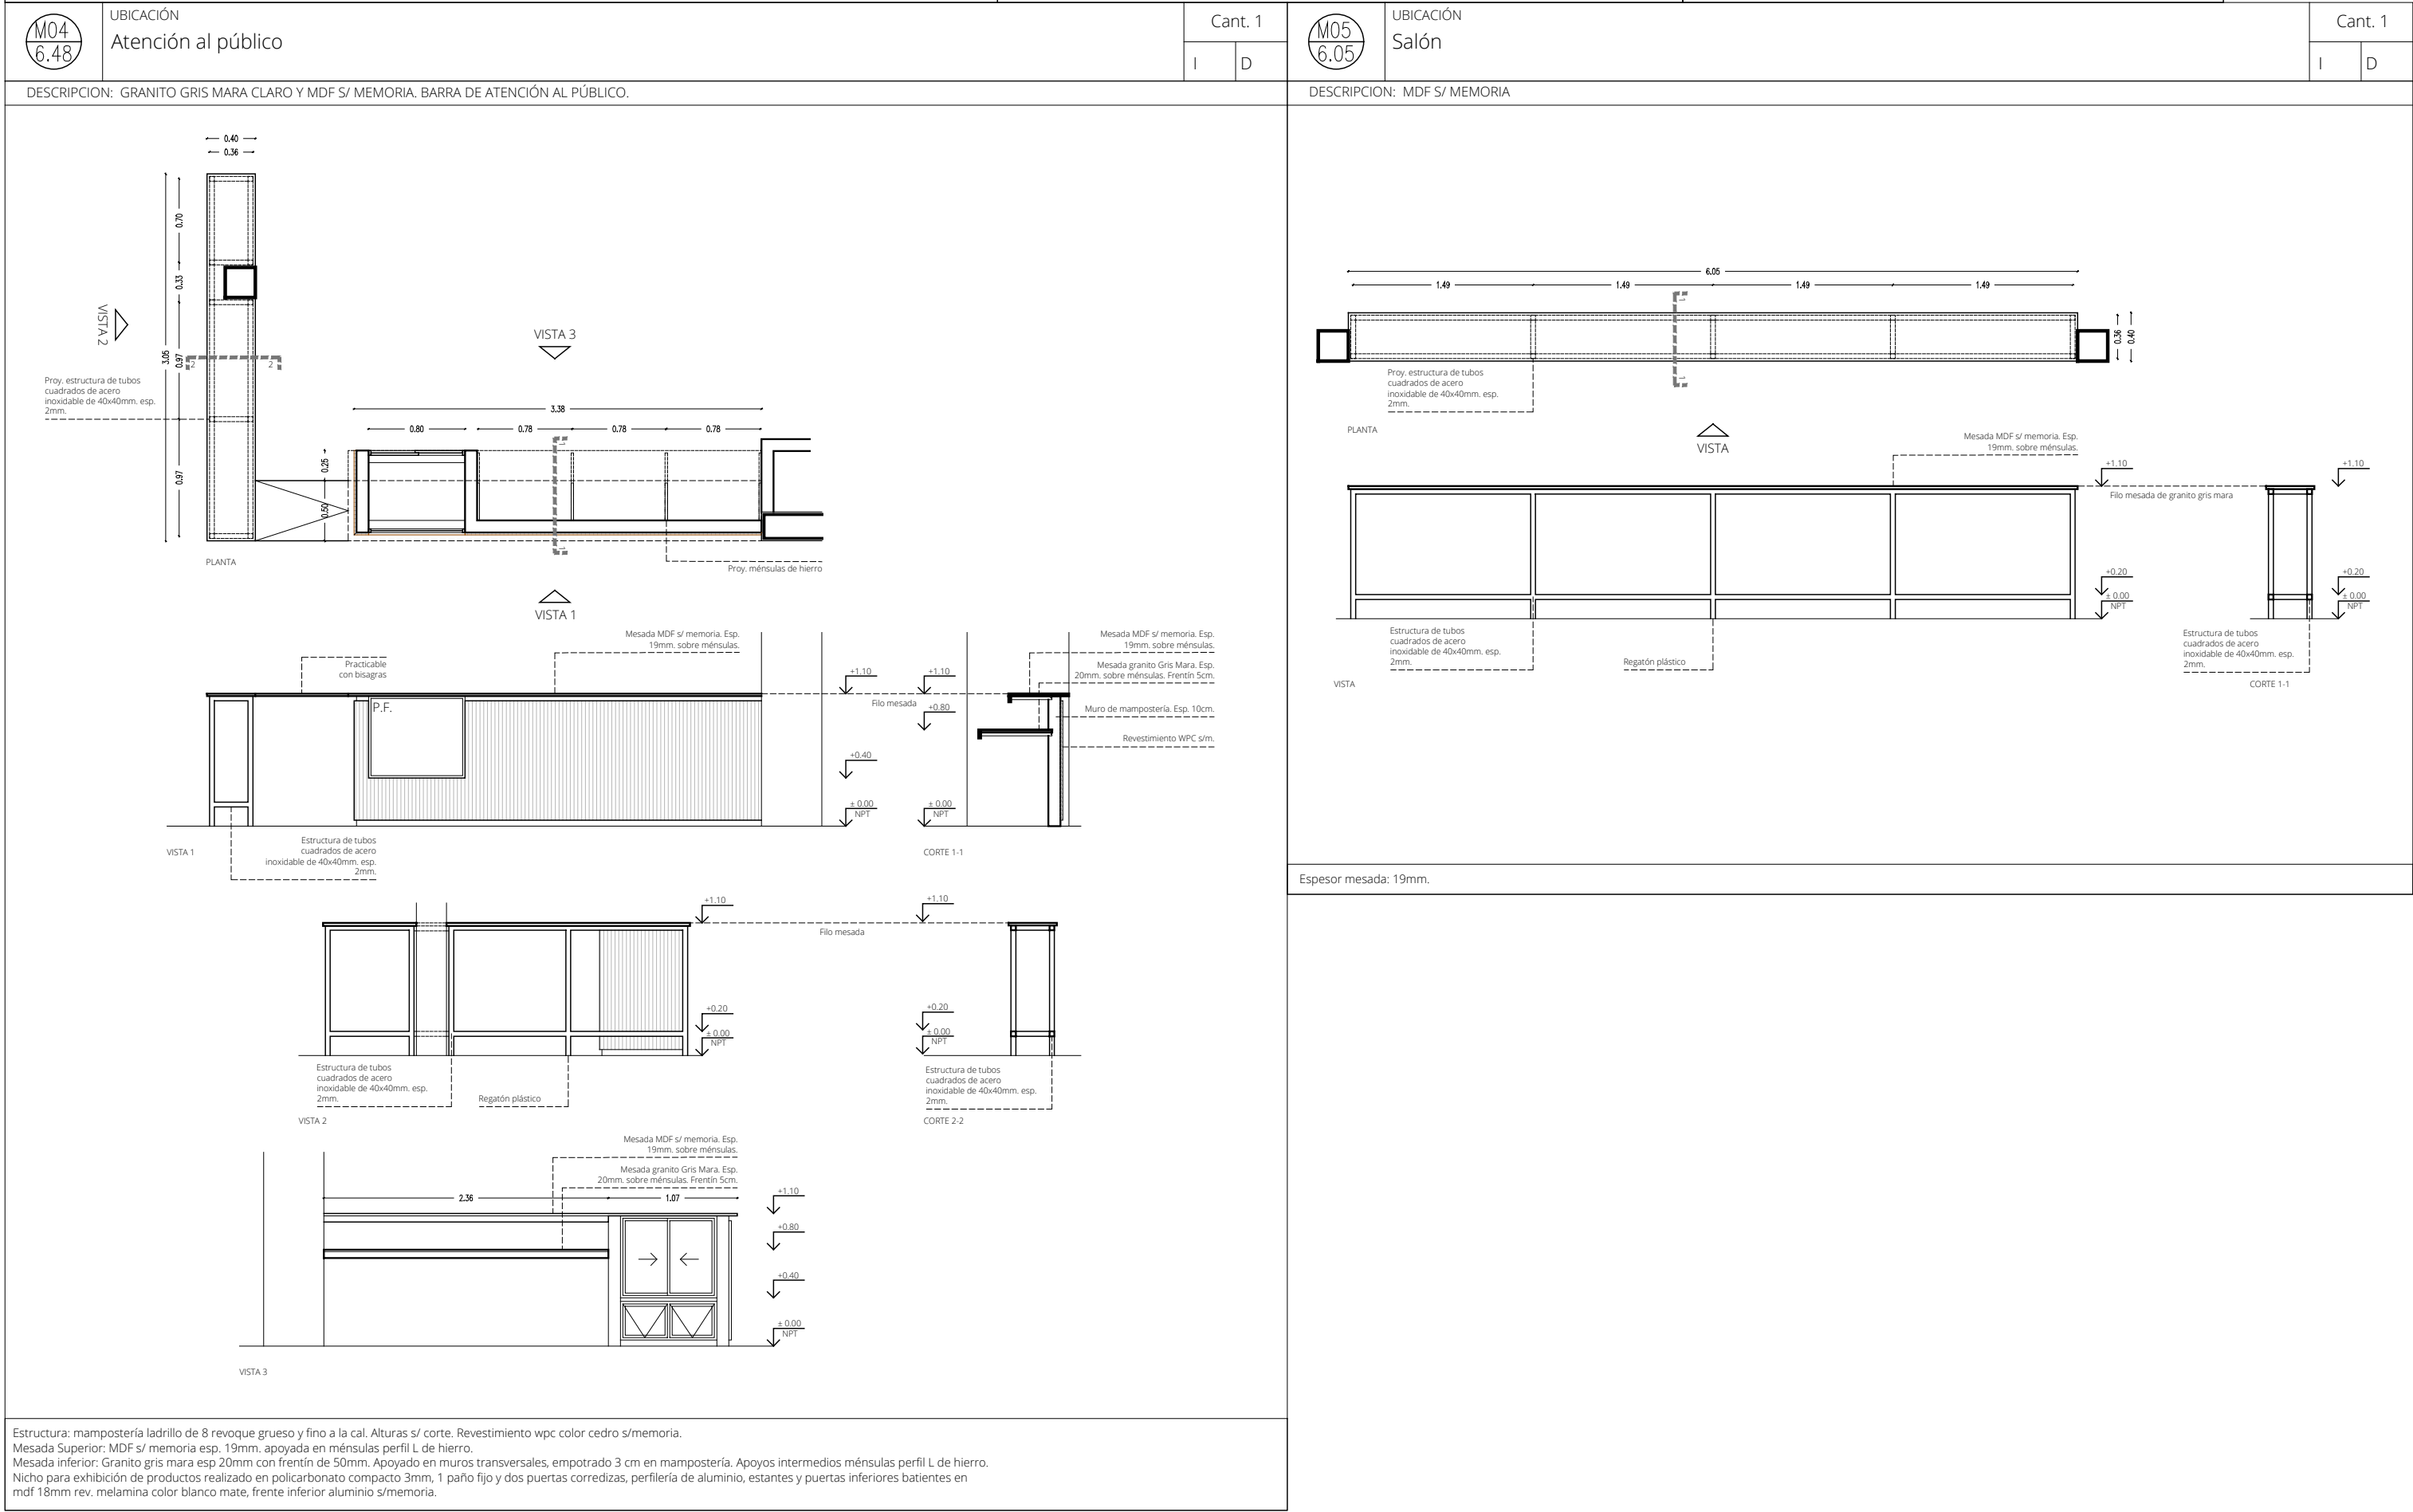 M04
6.48
UBICACIÓN
Atención al público
Cant. 1
I
D
DESCRIPCION: GRANITO GRIS MARA CLARO Y MDF S/ MEMORIA. BARRA DE ATENCIÓN AL PÚBLICO.
0.40
0.36
0.70
0.33
3.05
0.97
0.97
VISTA 2
2
2
Proy. estructura de tubos
cuadrados de acero
inoxidable de 40x40mm. esp.
2mm.
VISTA 3
3.38
0.80
0.78
0.78
0.78
0.25
0.50
1
1
PLANTA
Proy. ménsulas de hierro
VISTA 1
Mesada MDF s/ memoria. Esp.
19mm. sobre ménsulas.
Practicable
con bisagras
P.F.
+1.10
Filo mesada
+0.40
± 0.00
NPT
+1.10
+0.80
± 0.00
NPT
Mesada MDF s/ memoria. Esp.
19mm. sobre ménsulas.
Mesada granito Gris Mara. Esp.
20mm. sobre ménsulas. Frentín 5cm.
Muro de mampostería. Esp. 10cm.
Revestimiento WPC s/m.
Estructura de tubos
cuadrados de acero
inoxidable de 40x40mm. esp.
2mm.
VISTA 1
CORTE 1-1
+1.10
+1.10
Filo mesada
+0.20
± 0.00
NPT
+0.20
± 0.00
NPT
Estructura de tubos
cuadrados de acero
inoxidable de 40x40mm. esp.
2mm.
Regatón plástico
VISTA 2
Estructura de tubos
cuadrados de acero
inoxidable de 40x40mm. esp.
2mm.
CORTE 2-2
Mesada MDF s/ memoria. Esp.
19mm. sobre ménsulas.
Mesada granito Gris Mara. Esp.
20mm. sobre ménsulas. Frentín 5cm.
2.36
1.07
+1.10
+0.80
+0.40
± 0.00
NPT
VISTA 3
Estructura: mampostería ladrillo de 8 revoque grueso y fino a la cal. Alturas s/ corte. Revestimiento wpc color cedro s/memoria.
Mesada Superior: MDF s/ memoria esp. 19mm. apoyada en ménsulas perfil L de hierro.
Mesada inferior: Granito gris mara esp 20mm con frentín de 50mm. Apoyado en muros transversales, empotrado 3 cm en mampostería. Apoyos intermedios ménsulas perfil L de hierro.
Nicho para exhibición de productos realizado en policarbonato compacto 3mm, 1 paño fijo y dos puertas corredizas, perfilería de aluminio, estantes y puertas inferiores batientes en
mdf 18mm rev. melamina color blanco mate, frente inferior aluminio s/memoria.
M05
6.05
UBICACIÓN
Salón
Cant. 1
I
D
DESCRIPCION: MDF S/ MEMORIA
6.05
1.49
1.49
1.49
1.49
1
1
0.36
0.40
Proy. estructura de tubos
cuadrados de acero
inoxidable de 40x40mm. esp.
2mm.
PLANTA
VISTA
Mesada MDF s/ memoria. Esp.
19mm. sobre ménsulas.
+1.10
Filo mesada de granito gris mara
+1.10
+0.20
± 0.00
NPT
+0.20
± 0.00
NPT
Estructura de tubos
cuadrados de acero
inoxidable de 40x40mm. esp.
2mm.
Regatón plástico
Estructura de tubos
cuadrados de acero
inoxidable de 40x40mm. esp.
2mm.
VISTA
CORTE 1-1
Espesor mesada: 19mm.